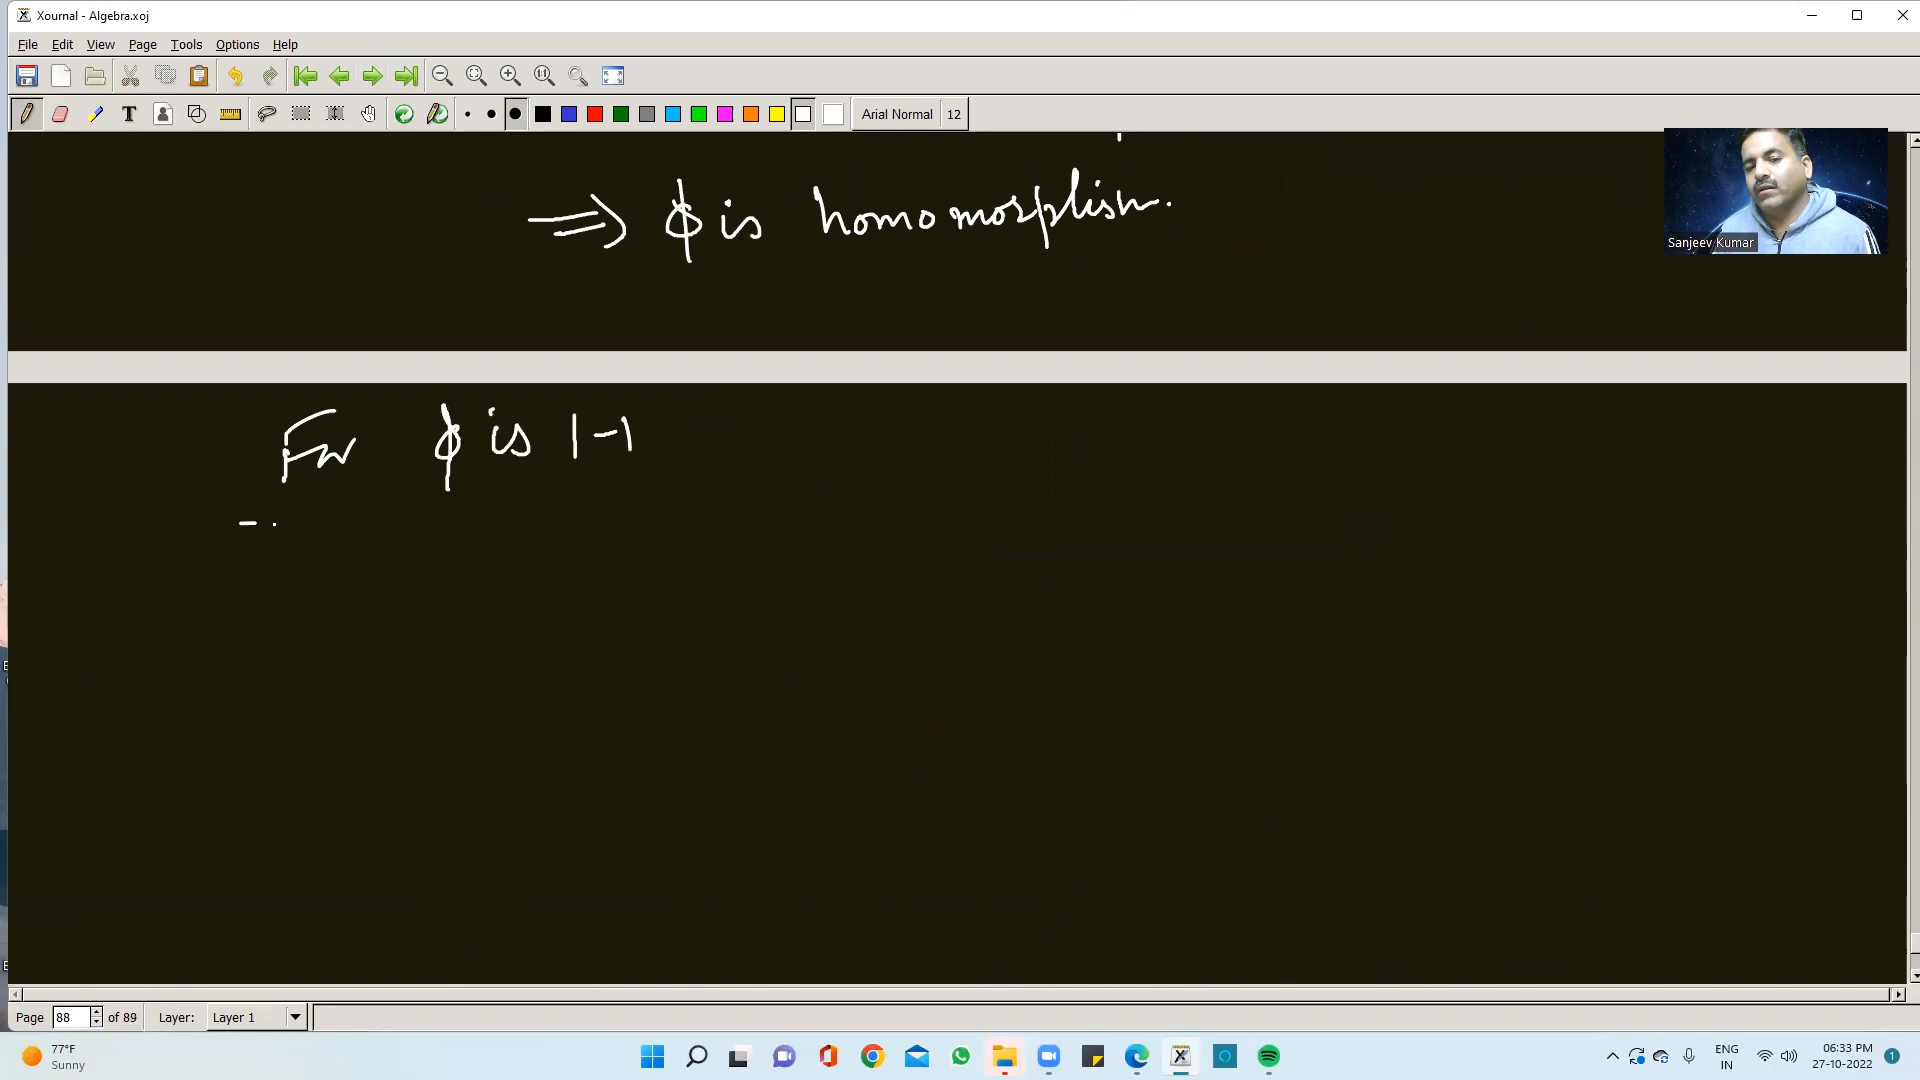 Xournal - Algebra.xoj
File Edit View Page Tools Options Help
Arial Normal 12
⇒ ϕ is homomorphism.
Sanjeev Kumar
For ϕ is 1-1
Page 88 of 89 Layer: Layer 1
77°F
Sunny
ENG
IN
06:33 PM
27-10-2022
1